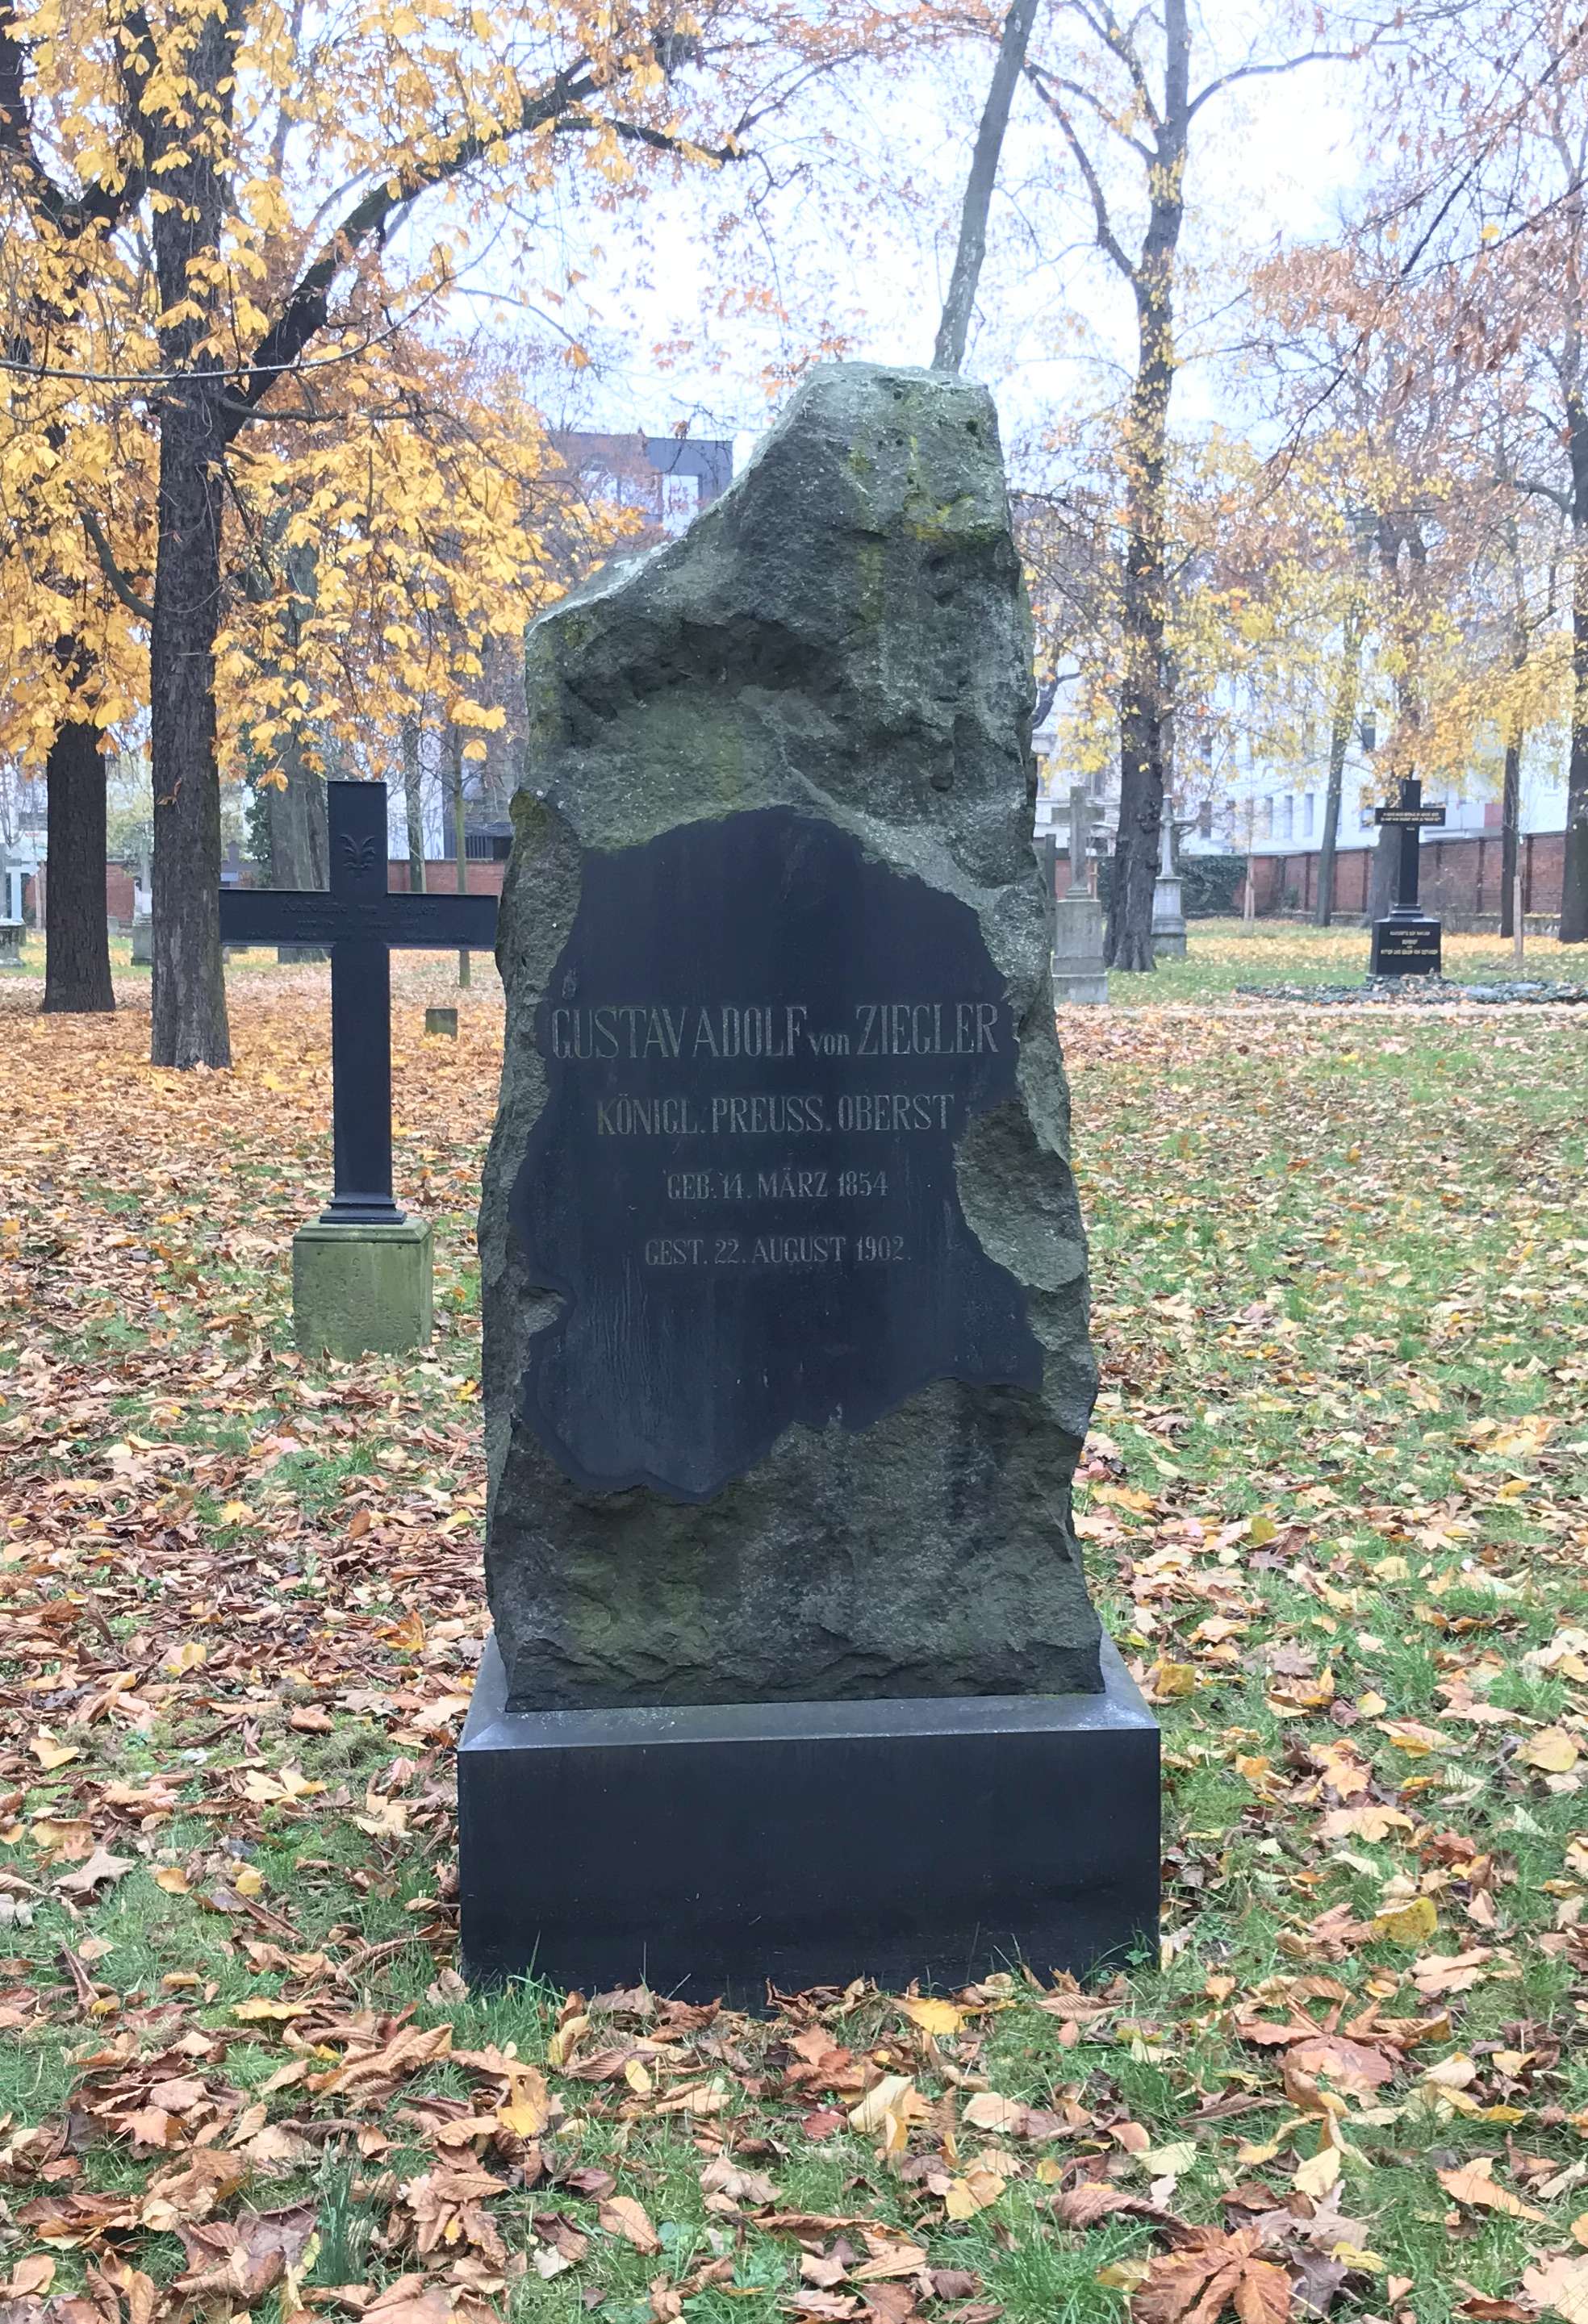 GUSTAV ADOLF von ZIEGLER
KÖNIGL. PREUSS. OBERST
GEB. 14. MÄRZ 1854
GEST. 22. AUGUST 1902.